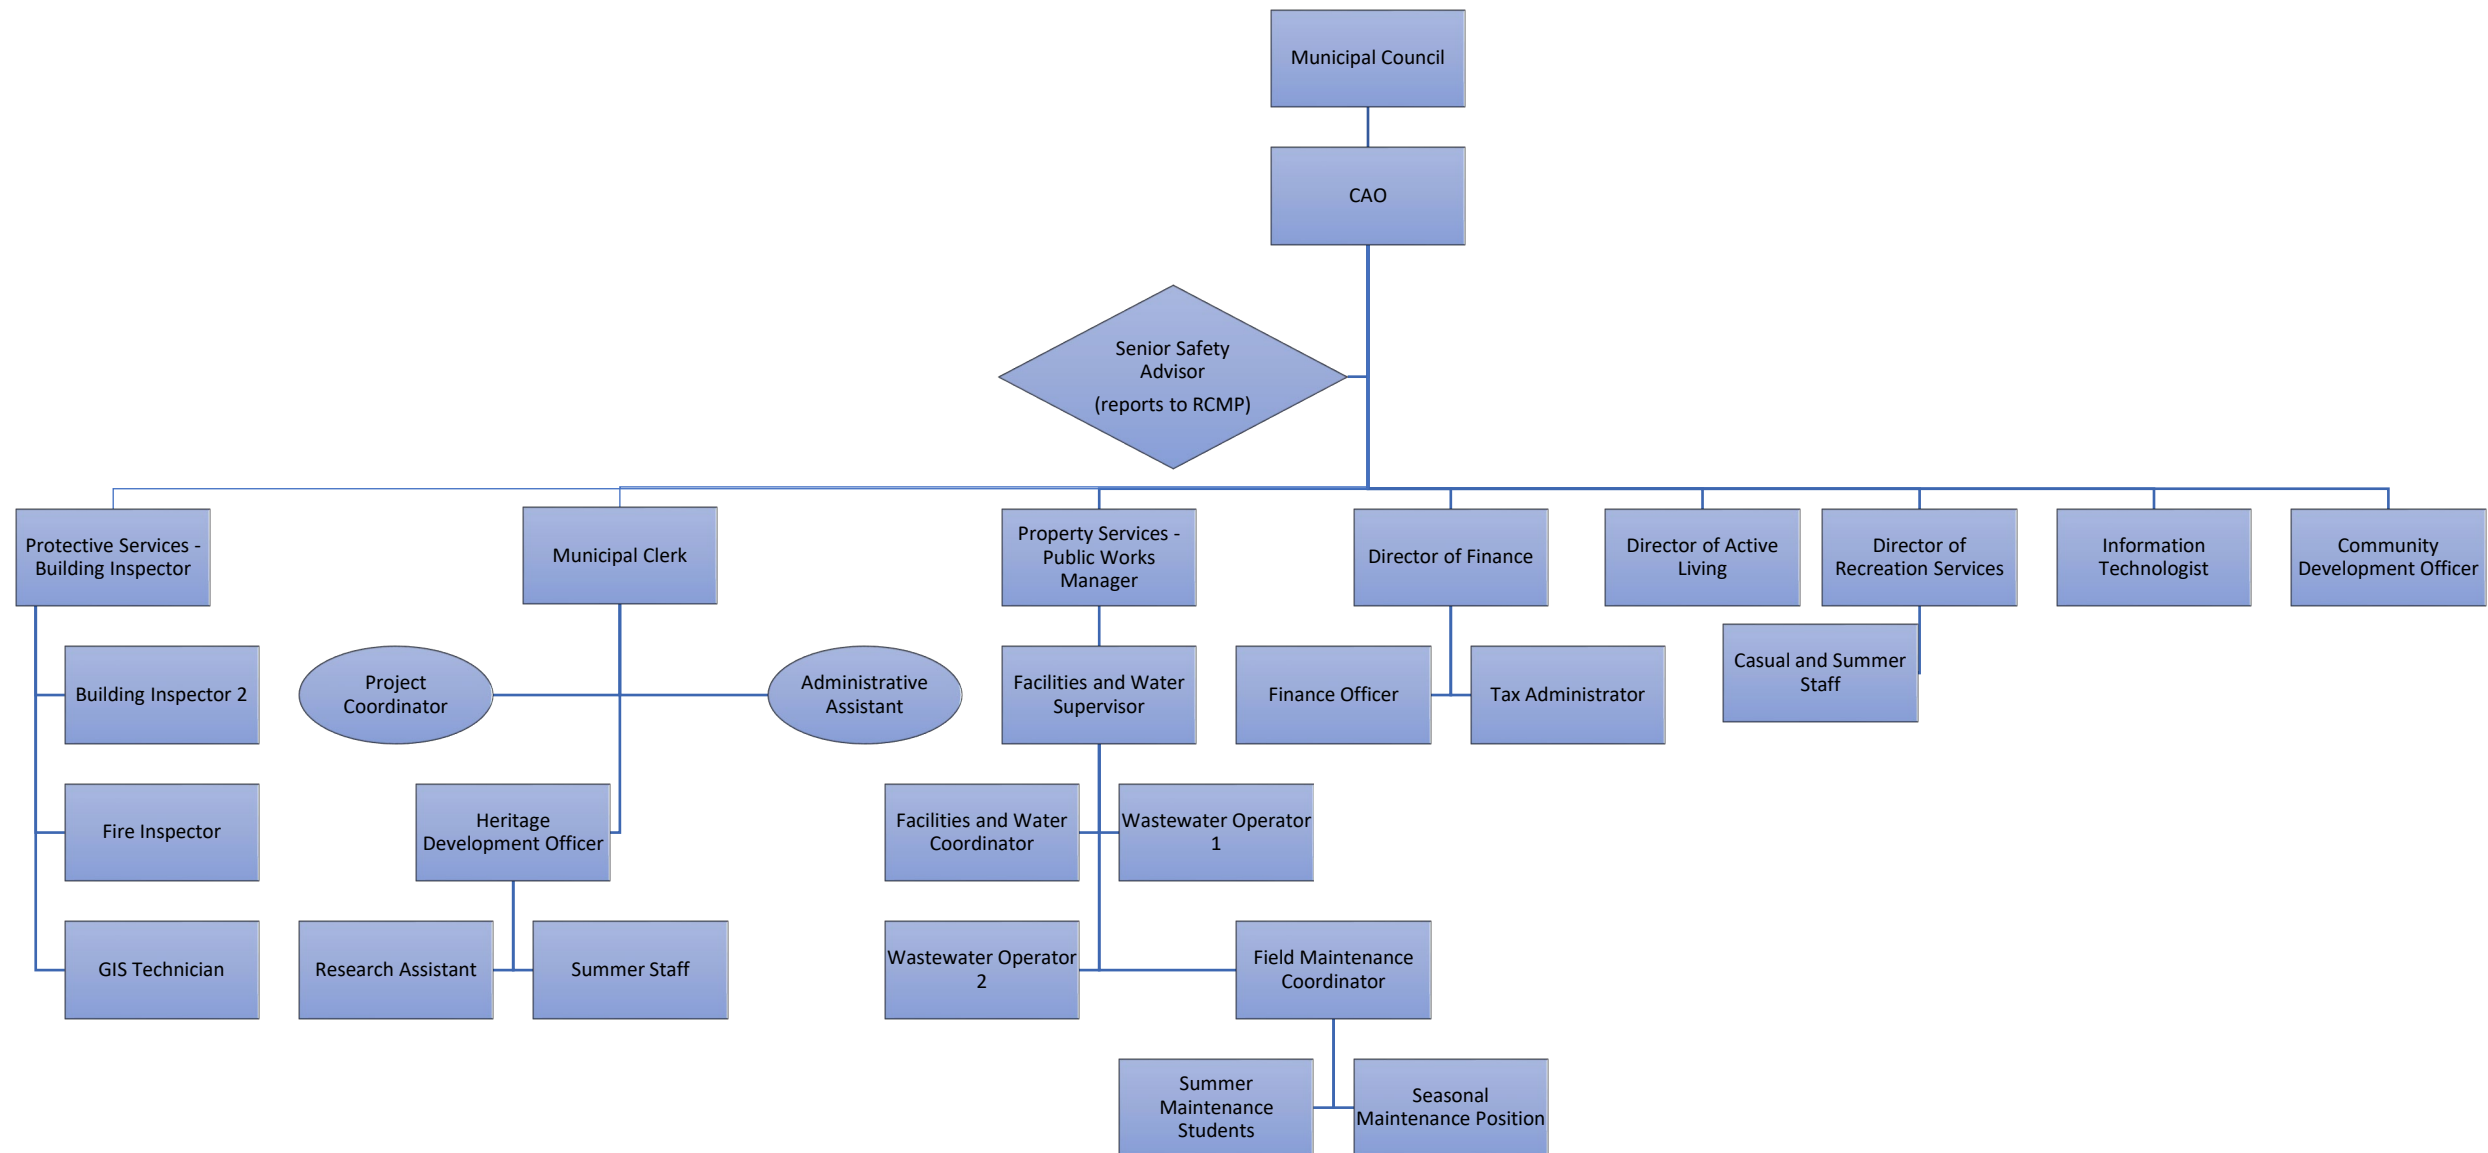 Municipal Council
CAO
Senior Safety
Advisor
(reports to RCMP)
Protective Services -
Building Inspector
Municipal Clerk
Property Services -
Public Works
Manager
Director of Finance
Director of Active
Living
Director of
Recreation Services
Information
Technologist
Community
Development Officer
Building Inspector 2
Project
Coordinator
Administrative
Assistant
Facilities and Water
Supervisor
Finance Officer
Tax Administrator
Casual and Summer
Staff
Fire Inspector
Heritage
Development Officer
Facilities and Water
Coordinator
Wastewater Operator
1
GIS Technician
Research Assistant
Summer Staff
Wastewater Operator
2
Field Maintenance
Coordinator
Summer
Maintenance
Students
Seasonal
Maintenance Position